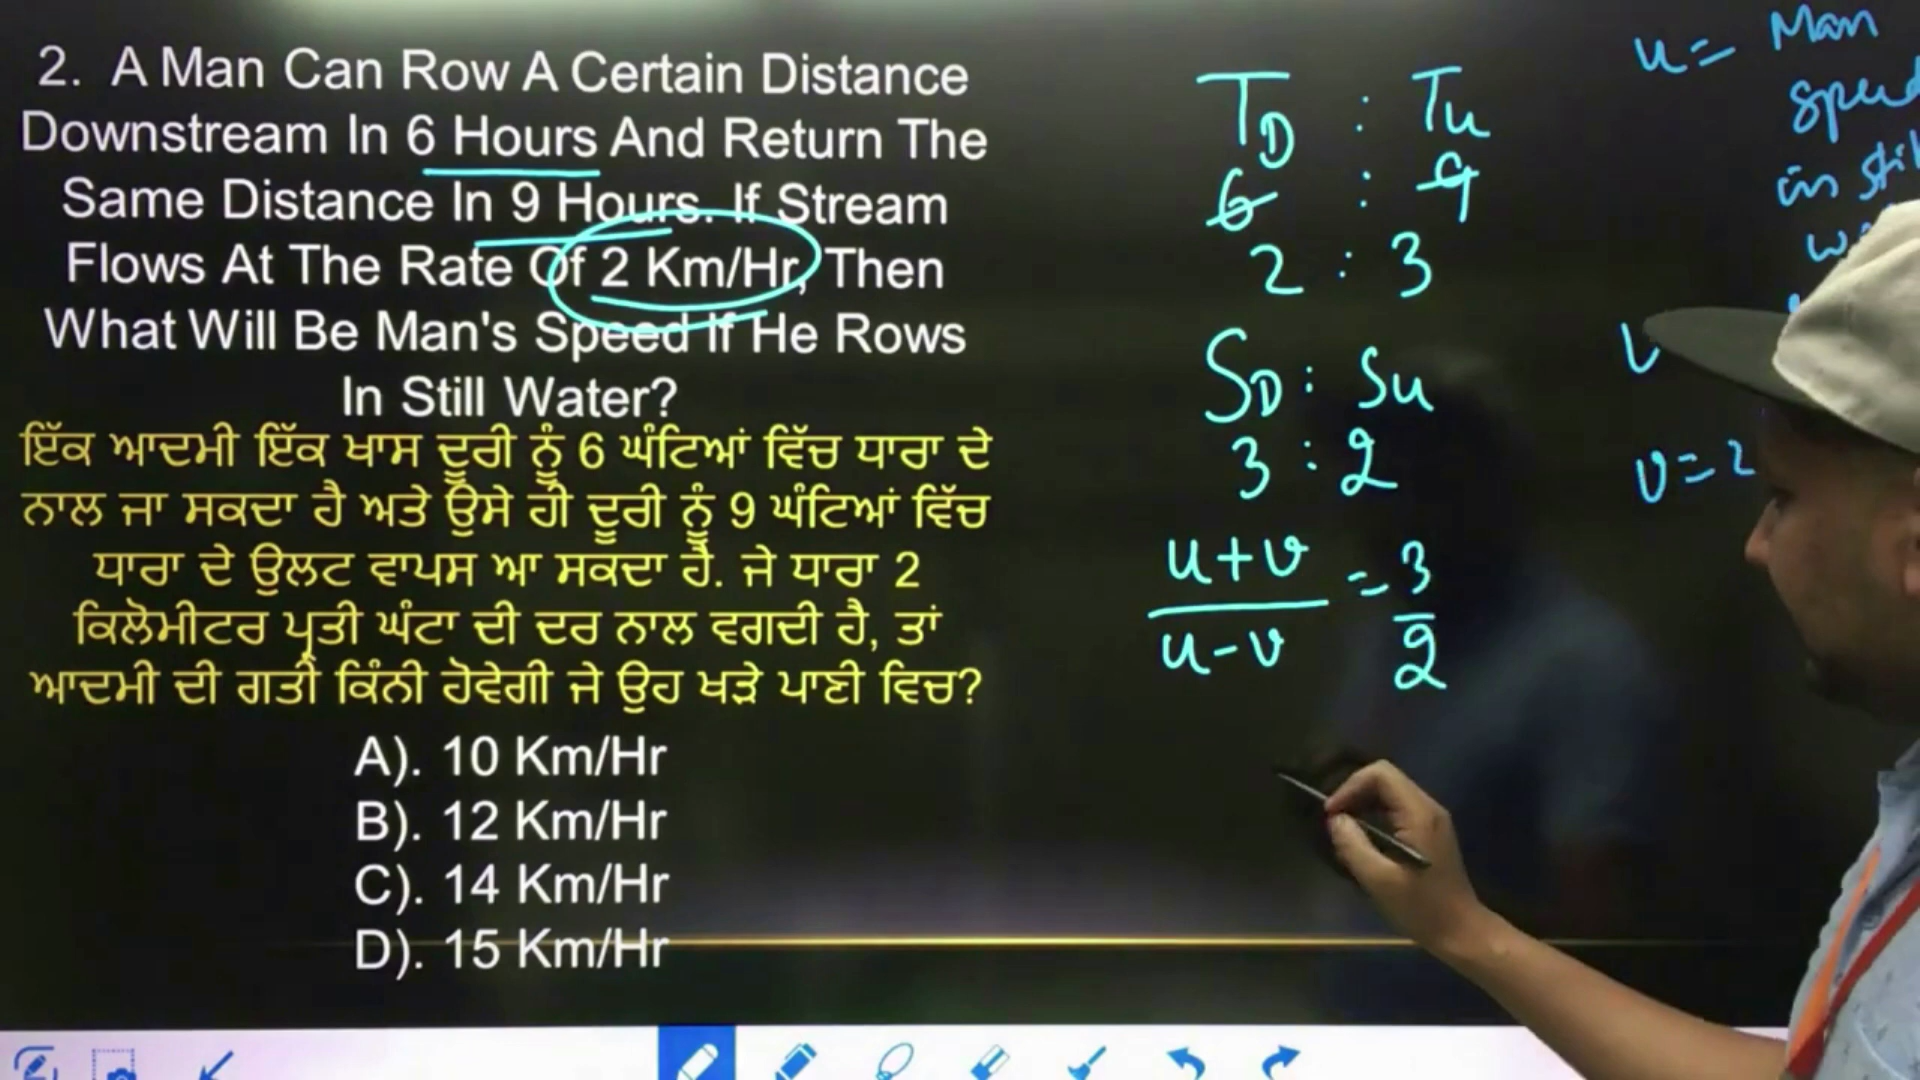 2. A Man Can Row A Certain Distance
Downstream In 6 Hours And Return The
Same Distance In 9 Hours. If Stream
Flows At The Rate Of 2 Km/Hr, Then
What Will Be Man's Speed If He Rows
In Still Water?
ਇੱਕ ਆਦਮੀ ਇੱਕ ਖਾਸ ਦੂਰੀ ਨੂੰ 6 ਘੰਟਿਆਂ ਵਿੱਚ ਧਾਰਾ ਦੇ
ਨਾਲ ਜਾ ਸਕਦਾ ਹੈ ਅਤੇ ਉਸੇ ਹੀ ਦੂਰੀ ਨੂੰ 9 ਘੰਟਿਆਂ ਵਿੱਚ
ਧਾਰਾ ਦੇ ਉਲਟ ਵਾਪਸ ਆ ਸਕਦਾ ਹੈ. ਜੇ ਧਾਰਾ 2
ਕਿਲੋਮੀਟਰ ਪ੍ਰਤੀ ਘੰਟਾ ਦੀ ਦਰ ਨਾਲ ਵਗਦੀ ਹੈ, ਤਾਂ
ਆਦਮੀ ਦੀ ਗਤੀ ਕਿੰਨੀ ਹੋਵੇਗੀ ਜੇ ਉਹ ਖੜੇ ਪਾਣੀ ਵਿਚ?
A). 10 Km/Hr
B). 12 Km/Hr
C). 14 Km/Hr
D). 15 Km/Hr
TD : Tu
6 : 9
2 : 3
SD : Su
3 : 2
u+v = 3
u-v 2
u = Man
in
v = 2